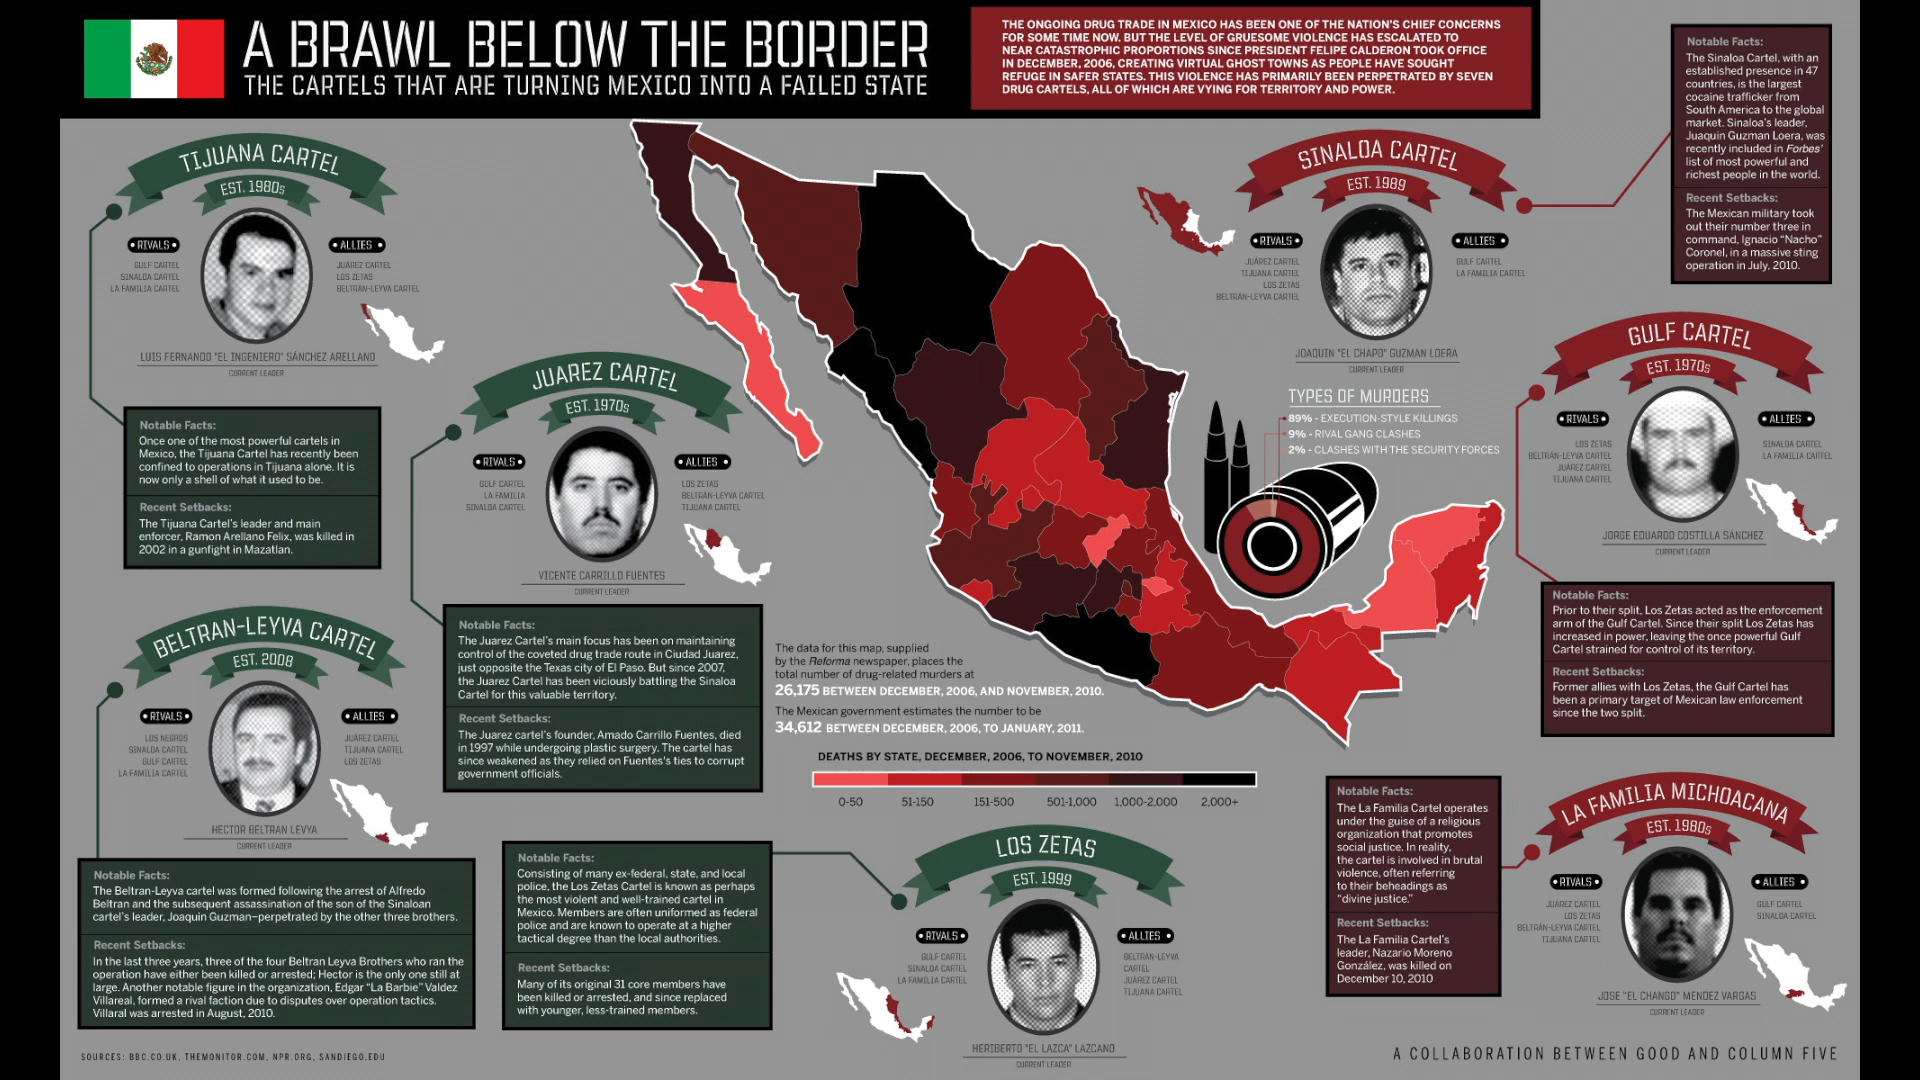 A BRAWL BELOW THE BORDER
THE CARTELS THAT ARE TURNING MEXICO INTO A FAILED STATE
THE ONGOING DRUG TRADE IN MEXICO HAS BEEN ONE OF THE NATION'S CHIEF CONCERNS
FOR SOME TIME NOW. BUT THE LEVEL OF GRUESOME VIOLENCE HAS ESCALATED TO
NEAR CATASTROPHIC PROPORTIONS SINCE PRESIDENT FELIPE CALDERON TOOK OFFICE
IN DECEMBER, 2006, CREATING VIRTUAL GHOST TOWNS AS PEOPLE HAVE SOUGHT
REFUGE IN SAFER STATES. THIS VIOLENCE HAS PRIMARILY BEEN PERPETRATED BY SEVEN
DRUG CARTELS, ALL OF WHICH ARE VYING FOR TERRITORY AND POWER.
TIJUANA CARTEL
EST. 1980s
RIVALS
GULF CARTEL
SINALOA CARTEL
LA FAMILIA CARTEL
ALLIES
JUÁREZ CARTEL
LOS ZETAS
BELTRÁN-LEYVA CARTEL
LUIS FERNANDO "EL INGENIERO" SÁNCHEZ ARELLANO
CURRENT LEADER
Notable Facts:
Once one of the most powerful cartels in
Mexico, the Tijuana Cartel has recently been
confined to operations in Tijuana alone. It is
now only a shell of what it used to be.
Recent Setbacks:
The Tijuana Cartel's leader and main
enforcer, Ramon Arellano Felix, was killed in
2002 in a gunfight in Mazatlan.
JUAREZ CARTEL
EST. 1970s
RIVALS
GULF CARTEL
LA FAMILIA
SINALOA CARTEL
ALLIES
LOS ZETAS
BELTRÁN-LEYVA CARTEL
TIJUANA CARTEL
VICENTE CARRILLO FUENTES
CURRENT LEADER
Notable Facts:
The Juarez Cartel's main focus has been on maintaining
control of the coveted drug trade route in Ciudad Juarez,
just opposite the Texas city of El Paso. But since 2007,
the Juarez Cartel has been viciously battling the Sinaloa
Cartel for this valuable territory.
Recent Setbacks:
The Juarez cartel's founder, Amado Carrillo Fuentes, died
in 1997 while undergoing plastic surgery. The cartel has
since weakened as they relied on Fuentes's ties to corrupt
government officials.
BELTRAN-LEYVA CARTEL
EST. 2008
RIVALS
LOS NEGROS
SINALOA CARTEL
GULF CARTEL
LA FAMILIA CARTEL
ALLIES
JUÁREZ CARTEL
TIJUANA CARTEL
LOS ZETAS
HECTOR BELTRAN LEVYA
CURRENT LEADER
Notable Facts:
The Beltran-Leyva cartel was formed following the arrest of Alfredo
Beltran and the subsequent assassination of the son of the Sinaloan
cartel's leader, Joaquin Guzman–perpetrated by the other three brothers.
Recent Setbacks:
In the last three years, three of the four Beltran Leyva Brothers who ran the
operation have either been killed or arrested; Hector is the only one still at
large. Another notable figure in the organization, Edgar "La Barbie" Valdez
Villareal, formed a rival faction due to disputes over operation tactics.
Villaral was arrested in August, 2010.
The data for this map, supplied
by the Reforma newspaper, places the
total number of drug-related murders at
26,175 BETWEEN DECEMBER, 2006, AND NOVEMBER, 2010.
The Mexican government estimates the number to be
34,612 BETWEEN DECEMBER, 2006, TO JANUARY, 2011.
DEATHS BY STATE, DECEMBER, 2006, TO NOVEMBER, 2010
0-50 51-150 151-500 501-1,000 1,000-2,000 2,000+
Notable Facts:
Consisting of many ex-federal, state, and local
police, the Los Zetas Cartel is known as perhaps
the most violent and well-trained cartel in
Mexico. Members are often uniformed as federal
police and are known to operate at a higher
tactical degree than the local authorities.
Recent Setbacks:
Many of its original 31 core members have
been killed or arrested, and since replaced
with younger, less-trained members.
LOS ZETAS
EST. 1999
RIVALS
GULF CARTEL
SINALOA CARTEL
LA FAMILIA CARTEL
ALLIES
BELTRÁN-LEYVA
CARTEL
JUÁREZ CARTEL
TIJUANA CARTEL
HERIBERTO "EL LAZCA" LAZCANO
CURRENT LEADER
SINALOA CARTEL
EST. 1989
RIVALS
JUÁREZ CARTEL
TIJUANA CARTEL
LOS ZETAS
BELTRÁN-LEYVA CARTEL
ALLIES
GULF CARTEL
LA FAMILIA CARTEL
JOAQUIN "EL CHAPO" GUZMAN LOERA
CURRENT LEADER
Notable Facts:
The Sinaloa Cartel, with an
established presence in 47
countries, is the largest
cocaine trafficker from
South America to the global
market. Sinaloa's leader,
Juaquin Guzman Loera, was
recently included in Forbes'
list of most powerful and
richest people in the world.
Recent Setbacks:
The Mexican military took
out their number three in
command, Ignacio "Nacho"
Coronel, in a massive sting
operation in July, 2010.
TYPES OF MURDERS
89% - EXECUTION-STYLE KILLINGS
9% - RIVAL GANG CLASHES
2% - CLASHES WITH THE SECURITY FORCES
GULF CARTEL
EST. 1970s
RIVALS
LOS ZETAS
BELTRÁN-LEYVA CARTEL
JUÁREZ CARTEL
TIJUANA CARTEL
ALLIES
SINALOA CARTEL
LA FAMILIA CARTEL
JORGE EDUARDO COSTILLA SÁNCHEZ
CURRENT LEADER
Notable Facts:
Prior to their split, Los Zetas acted as the enforcement
arm of the Gulf Cartel. Since their split Los Zetas has
increased in power, leaving the once powerful Gulf
Cartel strained for control of its territory.
Recent Setbacks:
Former allies with Los Zetas, the Gulf Cartel has
been a primary target of Mexican law enforcement
since the two split.
LA FAMILIA MICHOACANA
EST. 1980s
RIVALS
JUÁREZ CARTEL
LOS ZETAS
BELTRÁN-LEYVA CARTEL
TIJUANA CARTEL
ALLIES
GULF CARTEL
SINALOA CARTEL
JOSE "EL CHANGO" MENDEZ VARGAS
CURRENT LEADER
Notable Facts:
The La Familia Cartel operates
under the guise of a religious
organization that promotes
social justice. In reality,
the cartel is involved in brutal
violence, often referring
to their beheadings as
"divine justice."
Recent Setbacks:
The La Familia Cartel's
leader, Nazario Moreno
González, was killed on
December 10, 2010
SOURCES: BBC.CO.UK, THEMONITOR.COM, NPR.ORG, SANDIEGO.EDU
A COLLABORATION BETWEEN GOOD AND COLUMN FIVE